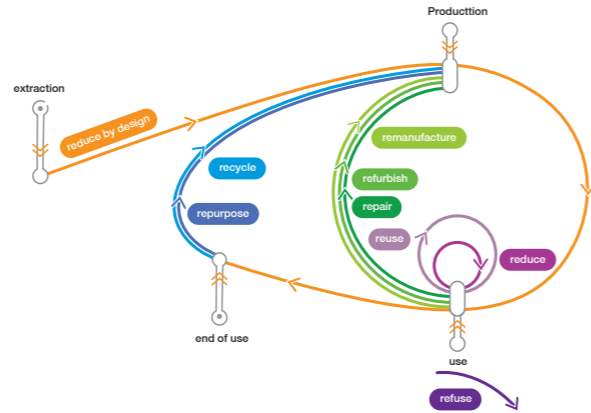 Producttion
extraction
reduce by design
remanufacture
recycle
refurbish
repair
repurpose
reuse
reduce
end of use
use
refuse